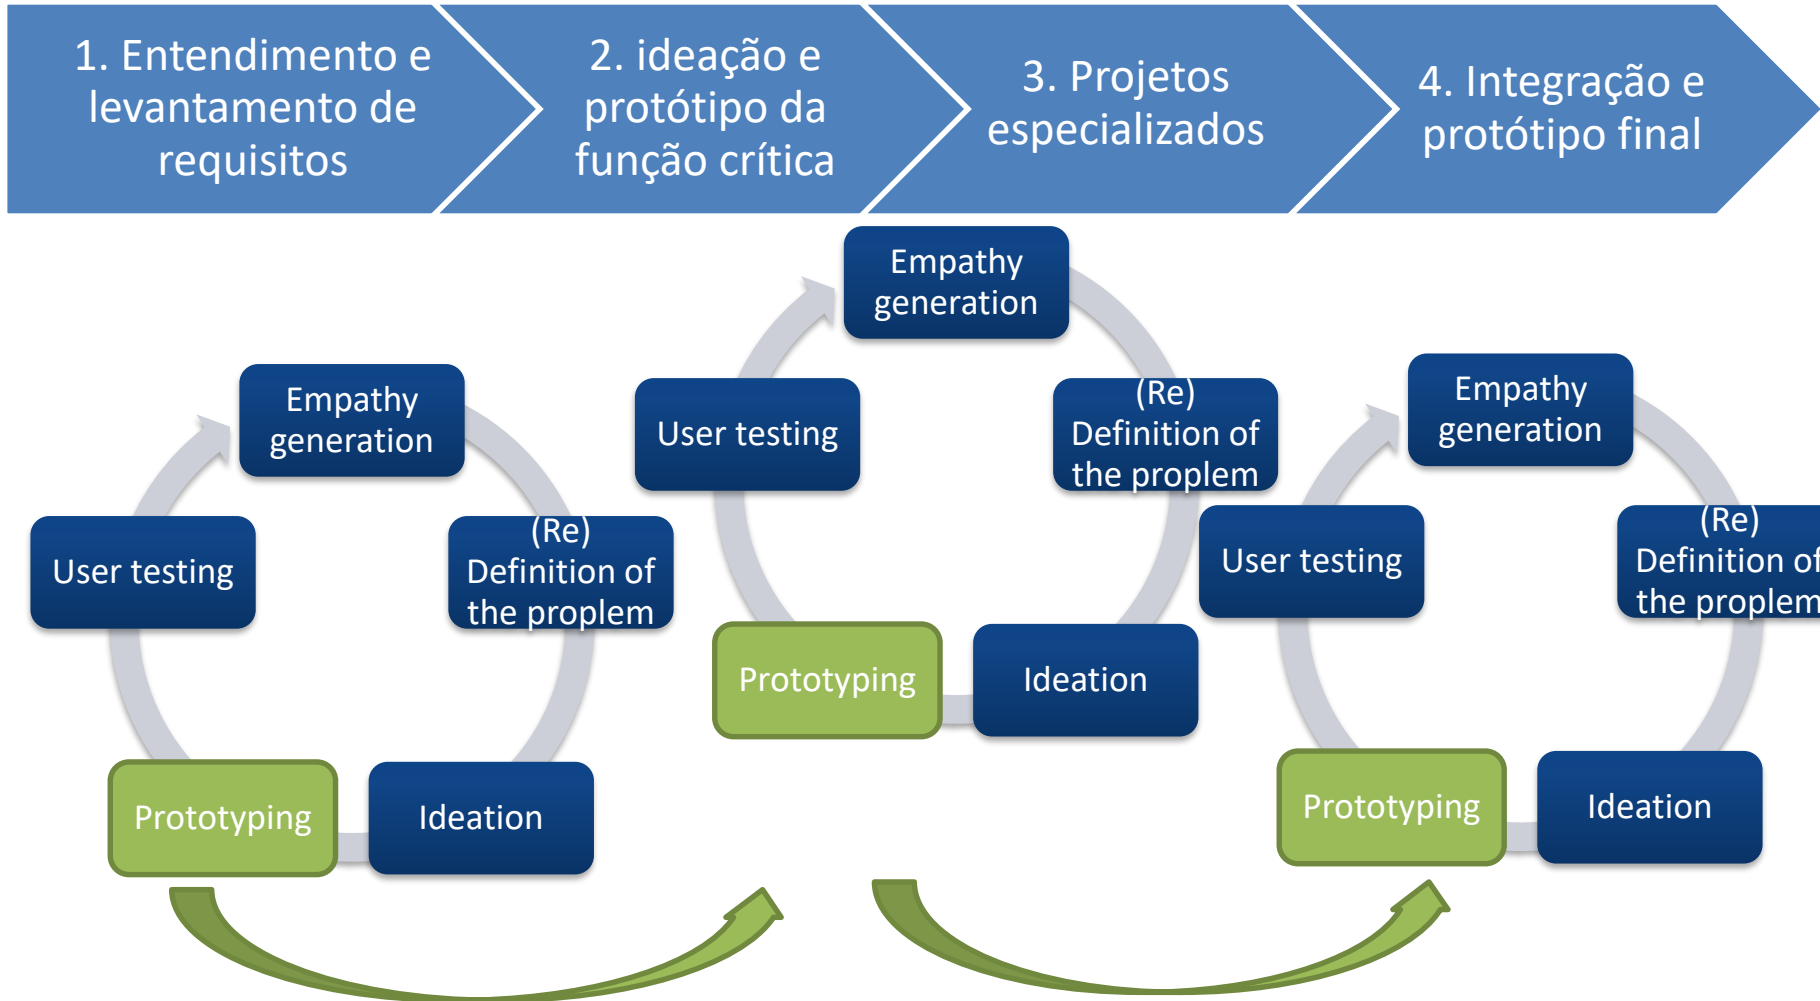 1. Entendimento e
levantamento de
requisitos
2. ideação e
protótipo da
função crítica
3. Projetos
especializados
4. Integração e
protótipo final
Empathy
generation
User testing
(Re)
Definition of
the proplem
Prototyping
Ideation
Empathy
generation
User testing
(Re)
Definition of
the proplem
Prototyping
Ideation
Empathy
generation
User testing
(Re)
Definition of
the proplem
Prototyping
Ideation